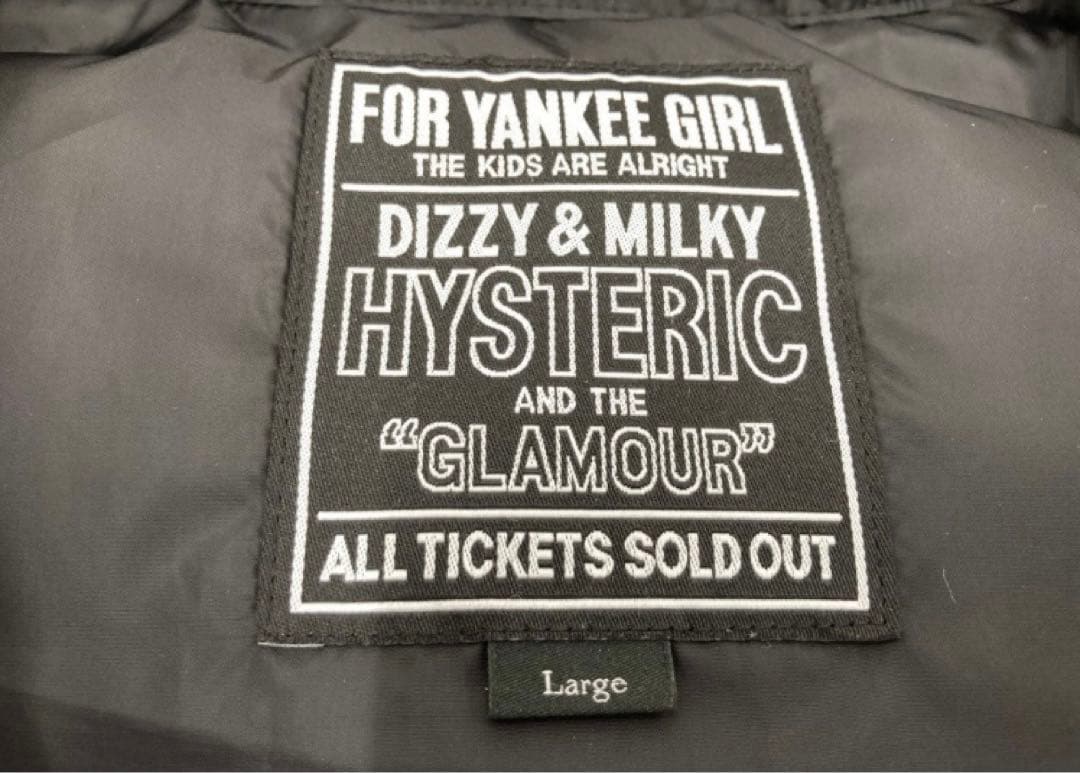 FOR YANKEE GIRL
THE KIDS ARE ALRIGHT
DIZZY & MILKY
HYSTERIC
AND THE
“GLAMOUR”
ALL TICKETS SOLD OUT
Large